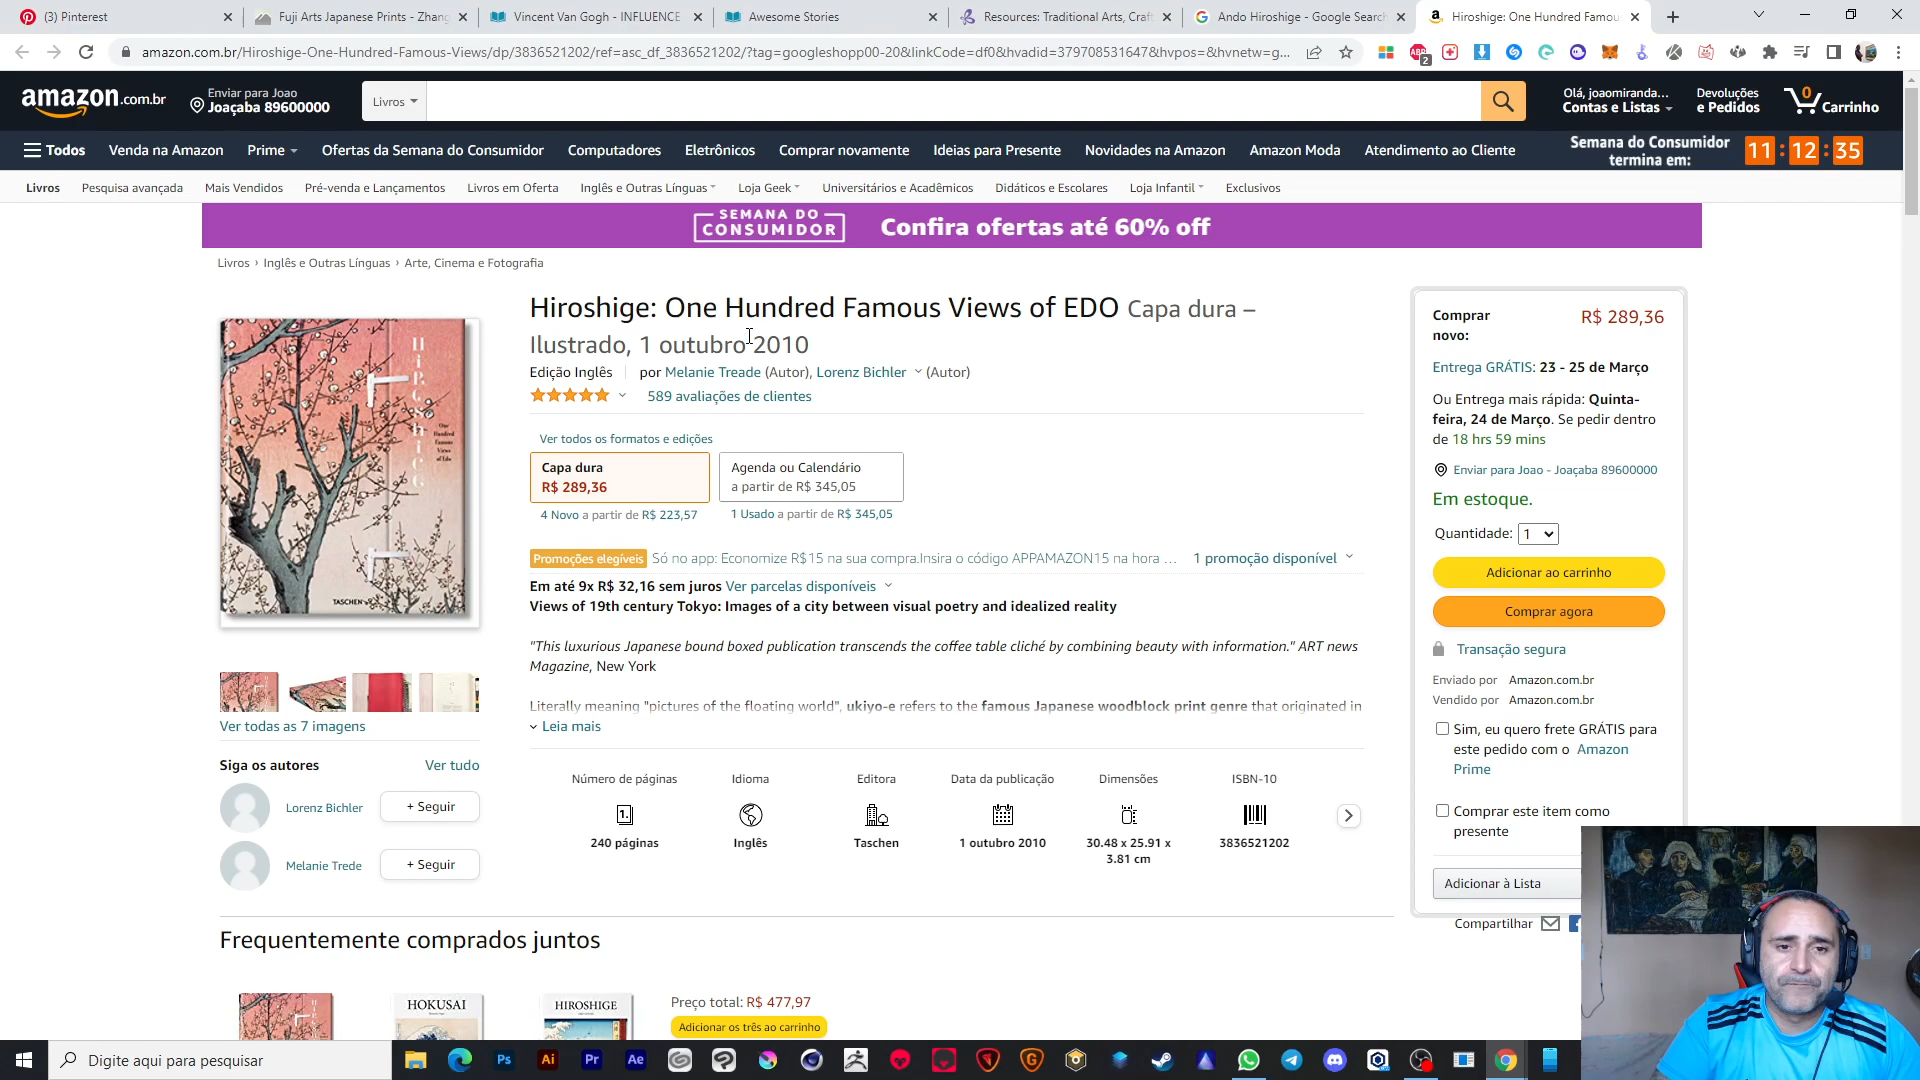 (3) Pinterest
Fuji Arts Japanese Prints - Zhang
Vincent Van Gogh - INFLUENCE
Awesome Stories
Resources: Traditional Arts, Craft
Ando Hiroshige - Google Search
Hiroshige: One Hundred Famous
amazon.com.br/Hiroshige-One-Hundred-Famous-Views/dp/3836521202/ref=asc_df_3836521202/?tag=googleshopp00-20&linkCode=df0&hvadid=379708531647&hvpos=&hvnetw=g...
ABP
2
amazon.com.br
Enviar para Joao
Joaçaba 89600000
Livros
Olá, joaomiranda...
Contas e Listas
Devoluções
e Pedidos
0
Carrinho
Todos
Venda na Amazon
Prime
Ofertas da Semana do Consumidor
Computadores
Eletrônicos
Comprar novamente
Ideias para Presente
Novidades na Amazon
Amazon Moda
Atendimento ao Cliente
Semana do Consumidor
termina em:
11 : 12 : 35
Livros
Pesquisa avançada
Mais Vendidos
Pré-venda e Lançamentos
Livros em Oferta
Inglês e Outras Línguas
Loja Geek
Universitários e Acadêmicos
Didáticos e Escolares
Loja Infantil
Exclusivos
SEMANA DO
CONSUMIDOR
Confira ofertas até 60% off
Livros › Inglês e Outras Línguas › Arte, Cinema e Fotografia
Hiroshige
One
Hundred
Famous
Views
of Edo
TASCHEN
Ver todas as 7 imagens
Siga os autores
Ver tudo
Lorenz Bichler
+ Seguir
Melanie Trede
+ Seguir
Hiroshige: One Hundred Famous Views of EDO Capa dura –
Ilustrado, 1 outubro 2010
Edição Inglês
por Melanie Treade (Autor), Lorenz Bichler (Autor)
589 avaliações de clientes
Ver todos os formatos e edições
Capa dura
R$ 289,36
Agenda ou Calendário
a partir de R$ 345,05
4 Novo a partir de R$ 223,57
1 Usado a partir de R$ 345,05
Promoções elegíveis
Só no app: Economize R$15 na sua compra.Insira o código APPAMAZON15 na hora ...
1 promoção disponível
Em até 9x R$ 32,16 sem juros Ver parcelas disponíveis
Views of 19th century Tokyo: Images of a city between visual poetry and idealized reality
"This luxurious Japanese bound boxed publication transcends the coffee table cliché by combining beauty with information." ART news
Magazine, New York
Literally meaning "pictures of the floating world", ukiyo-e refers to the famous Japanese woodblock print genre that originated in
Leia mais
Número de páginas
1.
240 páginas
Idioma
Inglês
Editora
Taschen
Data da publicação
1 outubro 2010
Dimensões
30.48 x 25.91 x
3.81 cm
ISBN-10
3836521202
Comprar
novo:
R$ 289,36
Entrega GRÁTIS: 23 - 25 de Março
Ou Entrega mais rápida: Quinta-
feira, 24 de Março. Se pedir dentro
de 18 hrs 59 mins
Enviar para Joao - Joaçaba 89600000
Em estoque.
Quantidade: 1
Adicionar ao carrinho
Comprar agora
Transação segura
Enviado por Amazon.com.br
Vendido por Amazon.com.br
Sim, eu quero frete GRÁTIS para
este pedido com o Amazon
Prime
Comprar este item como
presente
Adicionar à Lista
Compartilhar
Frequentemente comprados juntos
HOKUSAI
HIROSHIGE
Preço total: R$ 477,97
Adicionar os três ao carrinho
Digite aqui para pesquisar
Ps
Ai
Pr
Ae